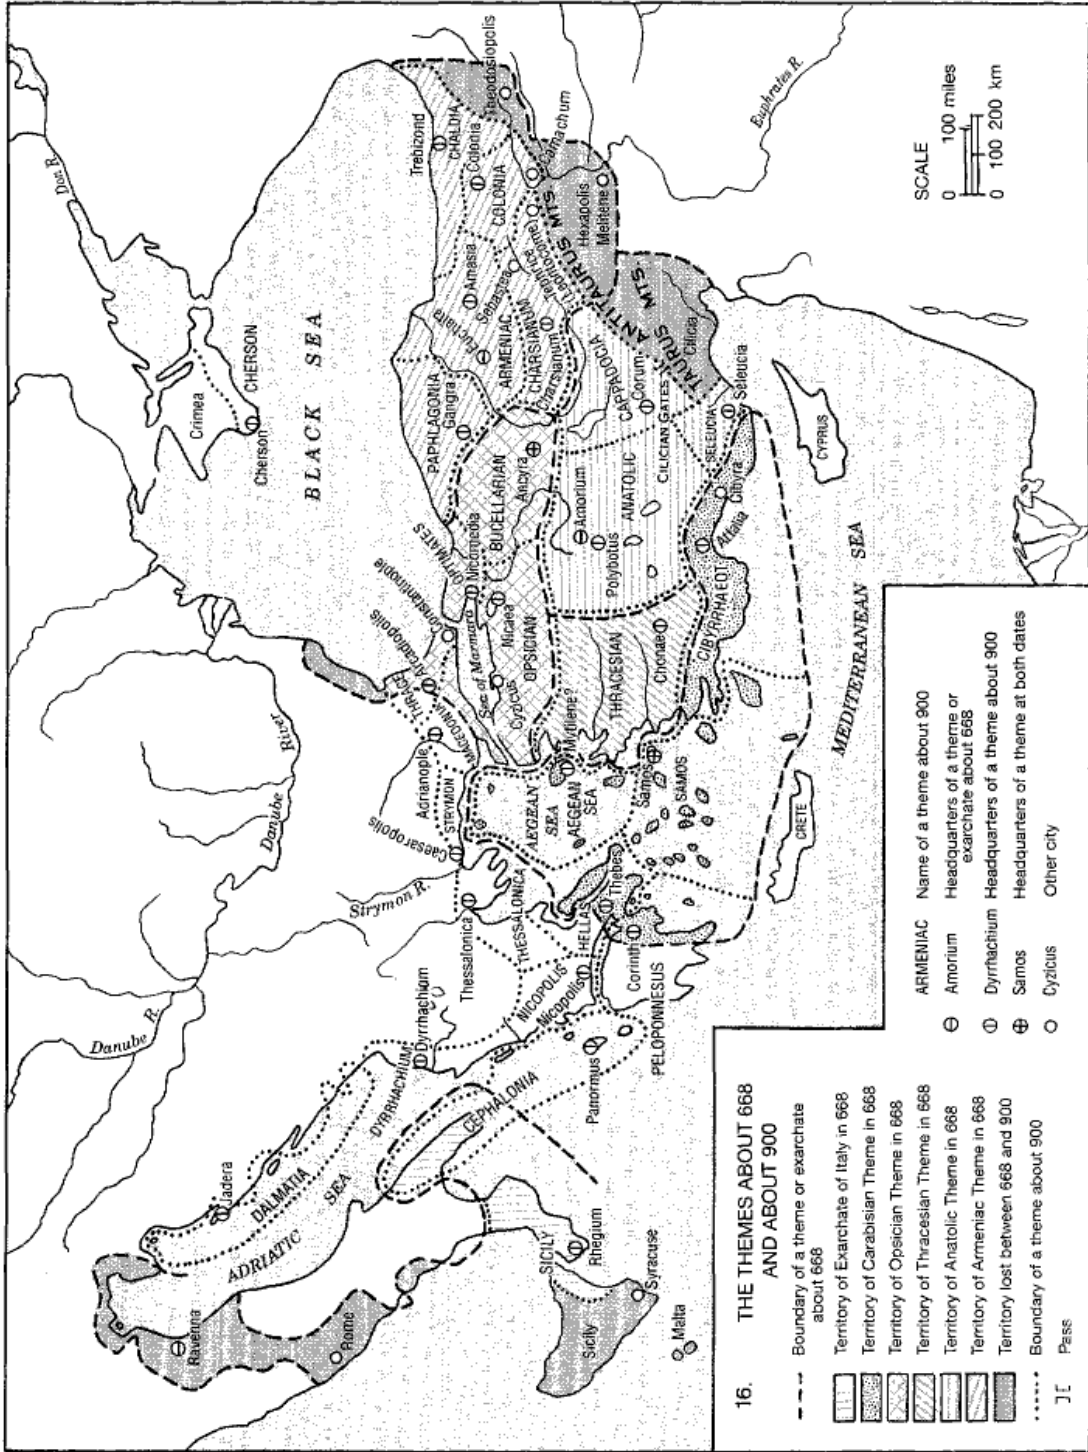 16. THE THEMES ABOUT 668
AND ABOUT 900
Boundary of a theme or exarchate
about 668
Territory of Exarchate of Italy in 668
Territory of Carabisian Theme in 668
Territory of Opsician Theme in 668
Territory of Thracesian Theme in 668
Territory of Anatolic Theme in 668
Territory of Armeniac Theme in 668
Territory lost between 668 and 900
Boundary of a theme about 900
Pass
ARMENIAC Name of a theme about 900
Amorium Headquarters of a theme or
exarchate about 668
Dyrrhachium Headquarters of a theme about 900
Samos Headquarters of a theme at both dates
Cyzicus Other city
SCALE
0 100 miles
0 100 200 km
Don R.
Danube R.
Danube River
Strymon R.
Euphrates R.
BLACK SEA
ADRIATIC SEA
AEGEAN SEA
AEGEAN
SEA
Sea of Marmara
MEDITERRANEAN SEA
Crimea
CHERSON
Cherson
Ravenna
Rome
Jadera
DALMATIA
DYRRHACHIUM
Dyrrhachium
SICILY
Sicily
Rhegium
Syracuse
Malta
CEPHALONIA
Panormus
PELOPONNESUS
NICOPOLIS
Nicopolis
Corinth
HELLAS
Thebes
THESSALONICA
Thessalonica
STRYMON
Caesaropolis
Adrianople
MACEDONIA
THRACE
Arcadiopolis
Constantinople
OPTIMATES
Nicomedia
Nicaea
Cyzicus
OPSICIAN
Mytilene?
THRACESIAN
Chonae
Samos
SAMOS
CRETE
CYPRUS
CIBYRRHAEOT
Attalia
Cibyra
SELEUCIA
Seleucia
ANATOLIC
Amorium
Polybotus
BUCELLARIAN
Ancyra
PAPHLAGONIA
Gangra
ARMENIAC
Euchaita
Amasia
Sebastea
CHARSIANUM
Charsianum
CAPPADOCIA
Corum
CILICIAN GATES
TAURUS MTS.
ANTITAURUS MTS
Cilicia
Hexapolis
Melitene
Tephrice
(Leontocome)
Camachum
COLONIA
Colonia
CHALDIA
Trebizond
Theodosiopolis